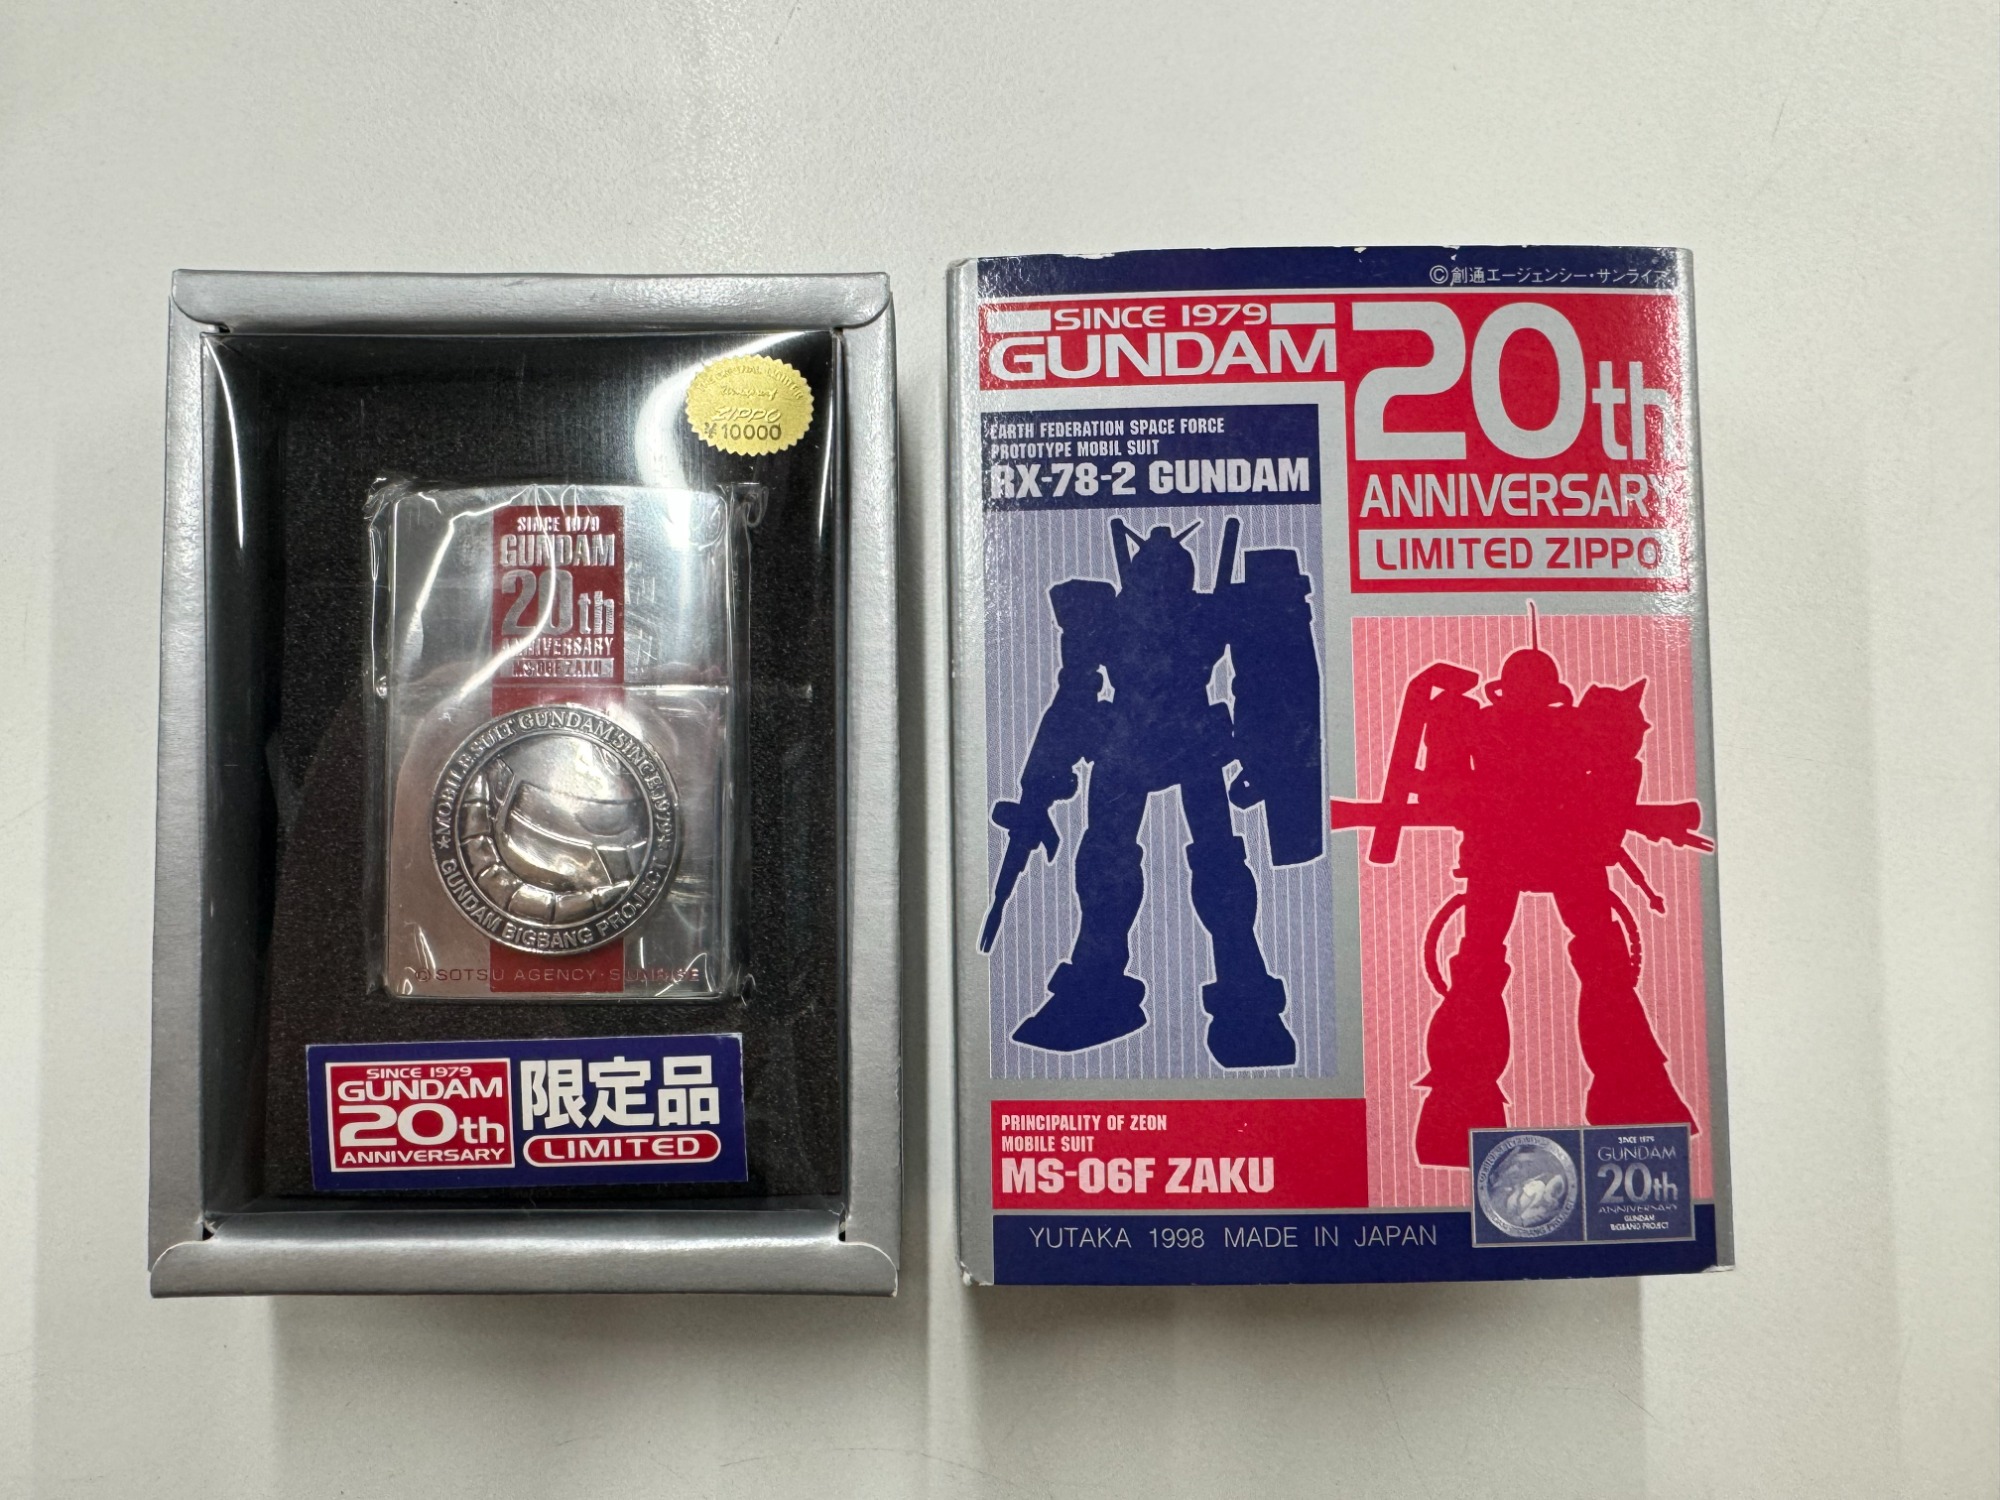 ZIPPO
¥10000
SINCE 1979
GUNDAM
20th
ANNIVERSARY
MS-06F ZAKU
★MOBILE SUIT GUNDAM SINCE 1979★
GUNDAM BIGBANG PROJECT
© SOTSU AGENCY・SUNRISE
SINCE 1979
GUNDAM
20th
ANNIVERSARY
限定品
LIMITED
©創通エージェンシー・サンライズ
SINCE 1979
GUNDAM
20th
ANNIVERSARY
LIMITED ZIPPO
EARTH FEDERATION SPACE FORCE
PROTOTYPE MOBIL SUIT
RX-78-2 GUNDAM
PRINCIPALITY OF ZEON
MOBILE SUIT
MS-06F ZAKU
SINCE 1979
GUNDAM
20th
ANNIVERSARY
GUNDAM
BIGBANG PROJECT
YUTAKA 1998 MADE IN JAPAN